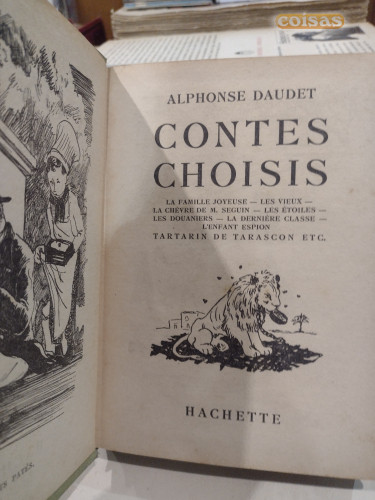 coisas
ALPHONSE DAUDET
CONTES
CHOISIS
LA FAMILLE JOYEUSE — LES VIEUX —
LA CHÈVRE DE M. SEGUIN — LES ÉTOILES —
LES DOUANIERS — LA DERNIÈRE CLASSE —
L'ENFANT ESPION
TARTARIN DE TARASCON ETC.
HACHETTE
PATÉS.